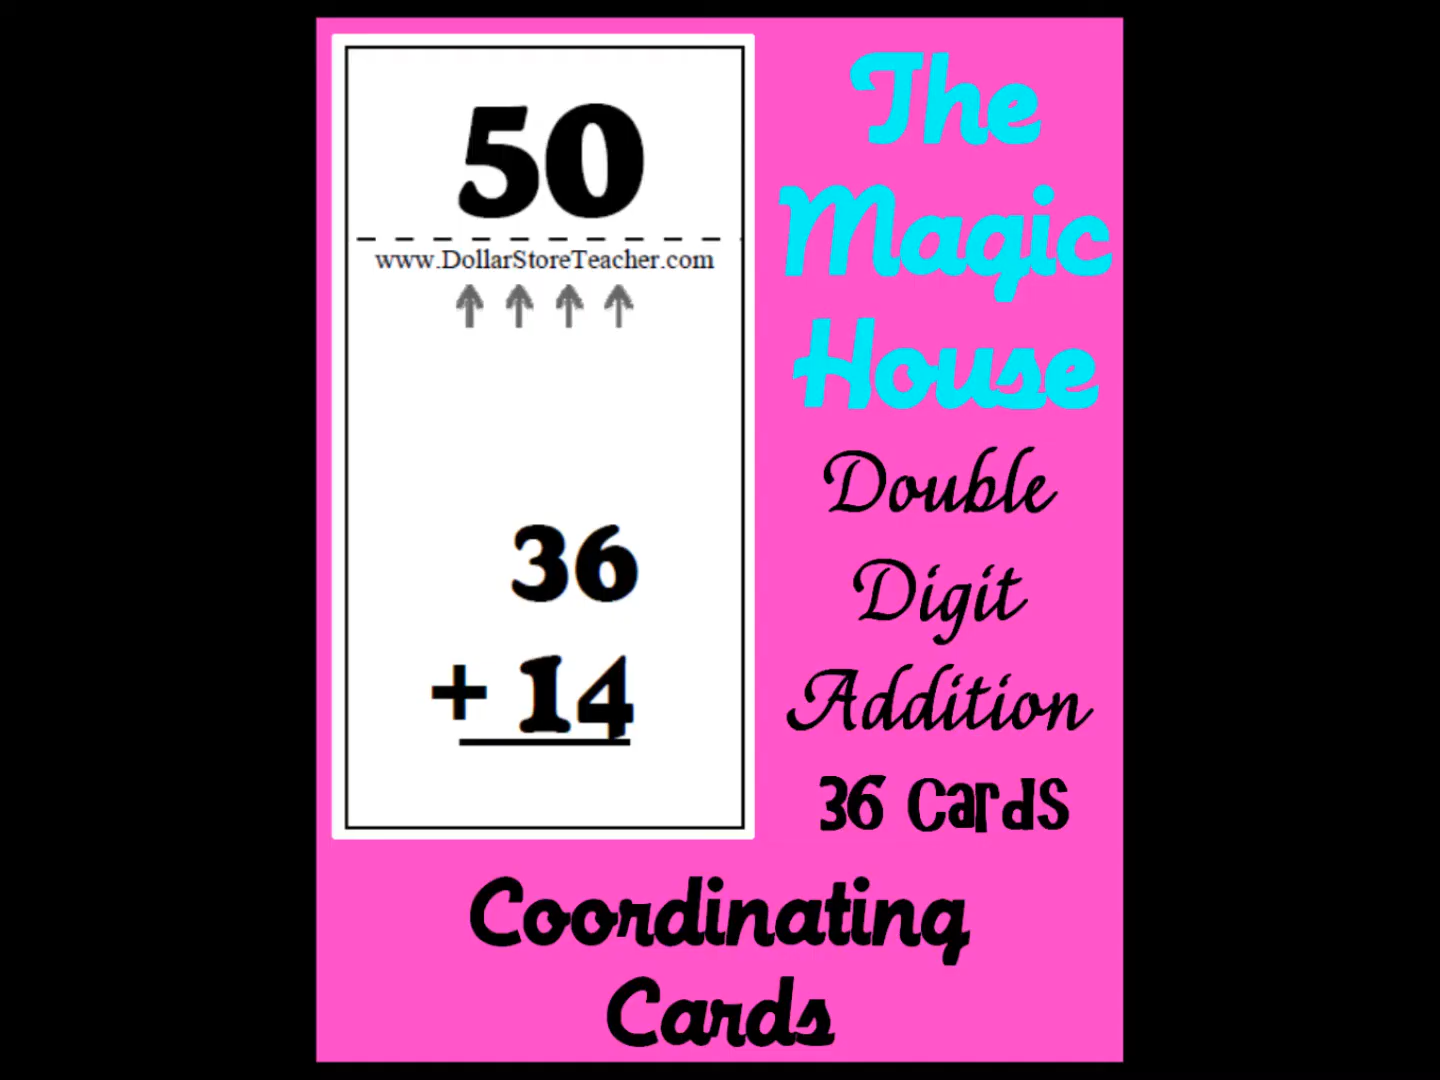 50
www.DollarStoreTeacher.com
36
+ 14
The
Magic
House
Double
Digit
Addition
36 Cards
Coordinating
Cards